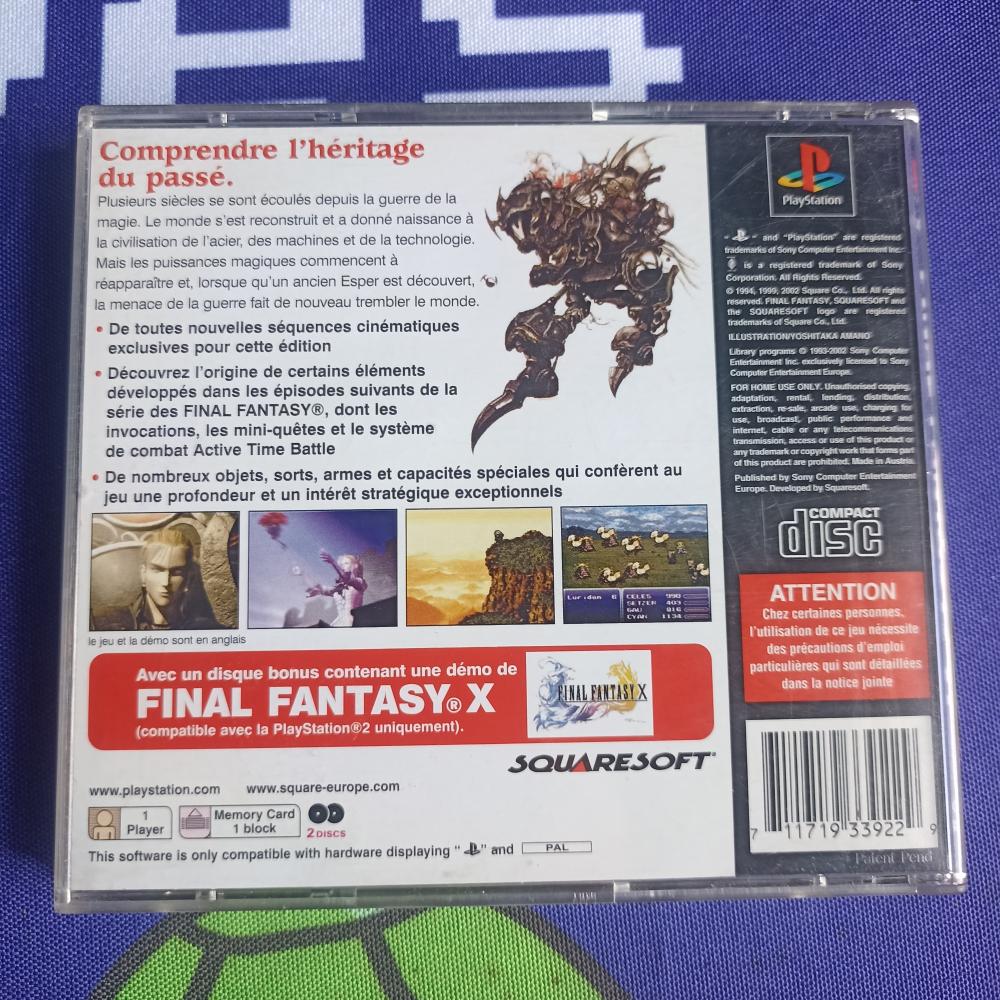 Comprendre l'héritage
du passé.
Plusieurs siècles se sont écoulés depuis la guerre de la
magie. Le monde s'est reconstruit et a donné naissance à
la civilisation de l'acier, des machines et de la technologie.
Mais les puissances magiques commencent à
réapparaître et, lorsqu'un ancien Esper est découvert,
la menace de la guerre fait de nouveau trembler le monde.
• De toutes nouvelles séquences cinématiques
exclusives pour cette édition
• Découvrez l'origine de certains éléments
développés dans les épisodes suivants de la
série des FINAL FANTASY®, dont les
invocations, les mini-quêtes et le système
de combat Active Time Battle
• De nombreux objets, sorts, armes et capacités spéciales qui confèrent au
jeu une profondeur et un intérêt stratégique exceptionnels
Luridan 6
CELES 990
SETZER 403
GAU 816
CYAN 1134
le jeu et la démo sont en anglais
Avec un disque bonus contenant une démo de
FINAL FANTASY® X
(compatible avec la PlayStation®2 uniquement).
FINAL FANTASY X
SQUARESOFT®
www.playstation.com www.square-europe.com
1
Player
Memory Card
1 block
2 DISCS
This software is only compatible with hardware displaying " " and PAL
PlayStation
" " and "PlayStation" are registered
trademarks of Sony Computer Entertainment Inc.
is a registered trademark of Sony
Corporation. All Rights Reserved.
© 1994, 1999, 2002 Square Co., Ltd. All rights
reserved. FINAL FANTASY, SQUARESOFT and
the SQUARESOFT logo are registered
trademarks of Square Co., Ltd.
ILLUSTRATION/YOSHITAKA AMANO
Library programs © 1993-2002 Sony Computer
Entertainment Inc. exclusively licensed to Sony
Computer Entertainment Europe.
FOR HOME USE ONLY. Unauthorised copying,
adaptation, rental, lending, distribution,
extraction, re-sale, arcade use, charging for
use, broadcast, public performance and
internet, cable or any telecommunications
transmission, access or use of this product or
any trademark or copyright work that forms part
of this product are prohibited. Made in Austria.
Published by Sony Computer Entertainment
Europe. Developed by Squaresoft.
COMPACT
disc
ATTENTION
Chez certaines personnes,
l'utilisation de ce jeu nécessite
des précautions d'emploi
particulières qui sont détaillées
dans la notice jointe
7 11719 33922 9
Patent Pend